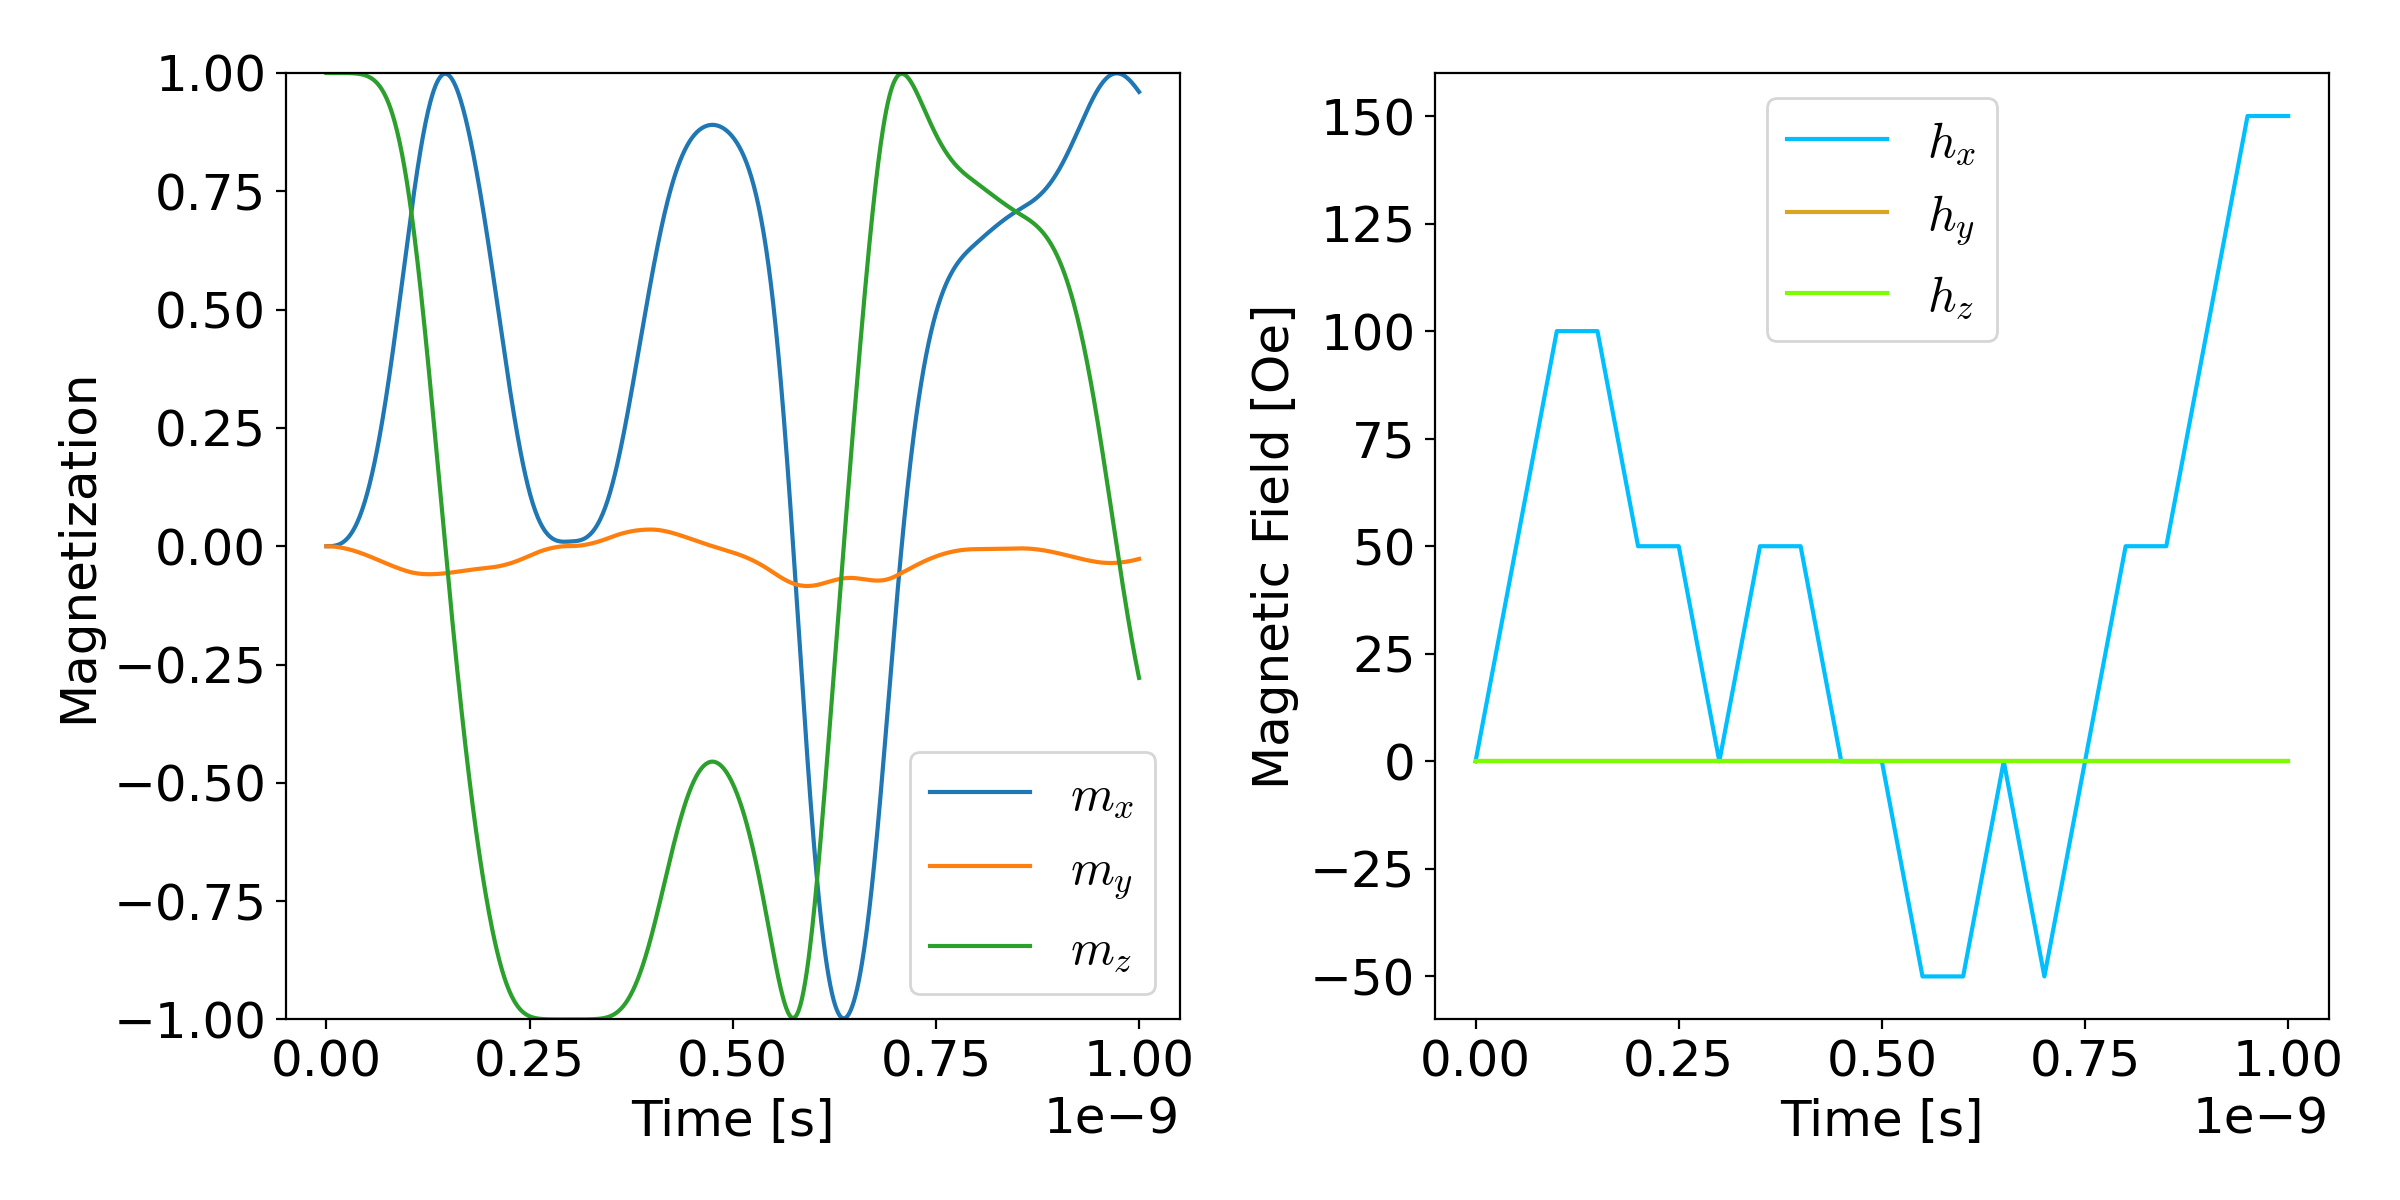 Magnetization
1.00
0.75
0.50
0.25
0.00
−0.25
−0.50
−0.75
−1.00
0.00 0.25 0.50 0.75 1.00
Time [s]
1e−9
m_x
m_y
m_z
Magnetic Field [Oe]
150
125
100
75
50
25
0
−25
−50
0.00 0.25 0.50 0.75 1.00
Time [s]
1e−9
h_x
h_y
h_z